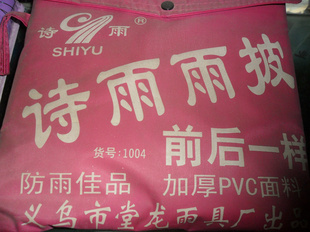 诗雨®
SHIYU
诗雨雨披
货号:1004
前后一样
防雨佳品 加厚PVC面料
义乌市堂龙雨具厂出品